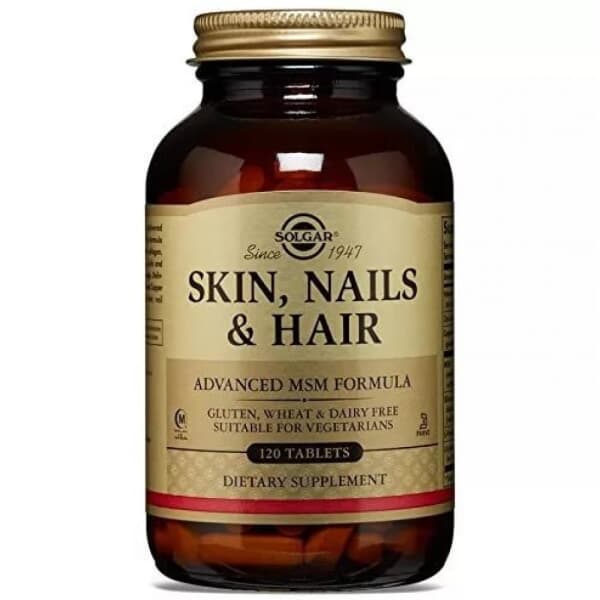 SOLGAR®
Since 1947
SKIN, NAILS
& HAIR
ADVANCED MSM FORMULA
GLUTEN, WHEAT & DAIRY FREE
SUITABLE FOR VEGETARIANS
120 TABLETS
DIETARY SUPPLEMENT